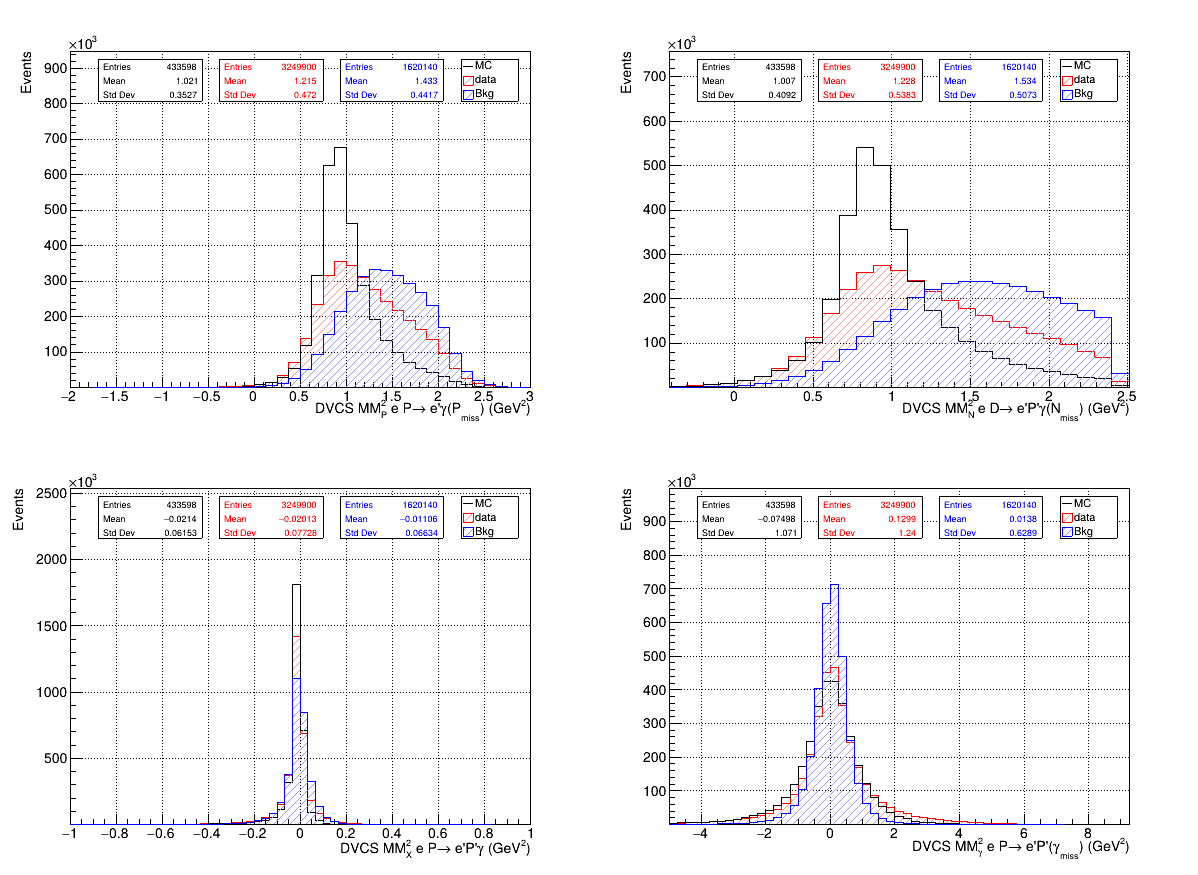 ×10³
Events
Entries 433598
Mean 1.021
Std Dev 0.3527
Entries 3249900
Mean 1.215
Std Dev 0.472
Entries 1620140
Mean 1.433
Std Dev 0.4417
MC
data
Bkg
900
800
700
600
500
400
300
200
100
−2 −1.5 −1 −0.5 0 0.5 1 1.5 2 2.5 3
DVCS MM²_P e P→ e'γ(P_miss) (GeV²)
×10³
Events
Entries 433598
Mean 1.007
Std Dev 0.4092
Entries 3249900
Mean 1.228
Std Dev 0.5383
Entries 1620140
Mean 1.534
Std Dev 0.5073
MC
data
Bkg
700
600
500
400
300
200
100
0 0.5 1 1.5 2 2.5
DVCS MM²_N e D→ e'P'γ(N_miss) (GeV²)
×10³
Events
Entries 433598
Mean −0.0214
Std Dev 0.06153
Entries 3249900
Mean −0.02013
Std Dev 0.07728
Entries 1620140
Mean −0.01106
Std Dev 0.06634
MC
data
Bkg
2500
2000
1500
1000
500
−1 −0.8 −0.6 −0.4 −0.2 0 0.2 0.4 0.6 0.8 1
DVCS MM²_X e P→ e'P'γ (GeV²)
×10³
Events
Entries 433598
Mean −0.07498
Std Dev 1.071
Entries 3249900
Mean 0.1299
Std Dev 1.24
Entries 1620140
Mean 0.0138
Std Dev 0.6289
MC
data
Bkg
900
800
700
600
500
400
300
200
100
−4 −2 0 2 4 6 8
DVCS MM²_γ e P→ e'P'(γ_miss) (GeV²)